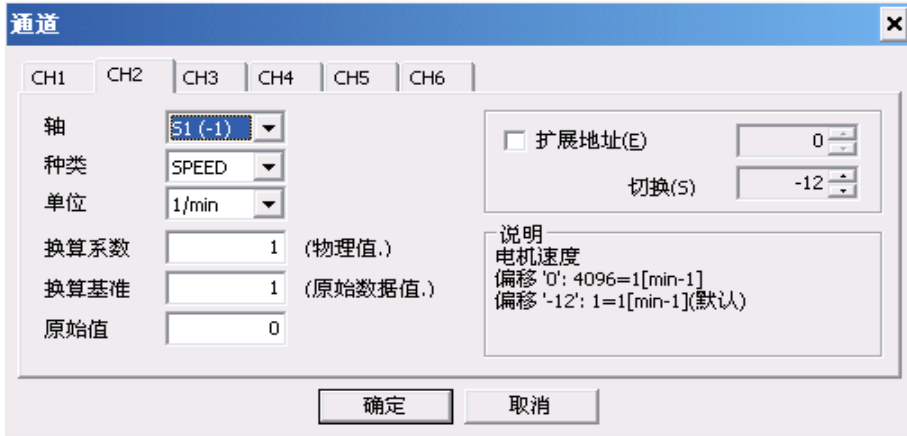 通道
CH1 CH2 CH3 CH4 CH5 CH6
轴 S1 (-1)
种类 SPEED
单位 1/min
换算系数 1 (物理值.)
换算基准 1 (原始数据值.)
原始值 0
扩展地址(E) 0
切换(S) -12
说明
电机速度
偏移 '0': 4096=1[min-1]
偏移 '-12': 1=1[min-1](默认)
确定 取消